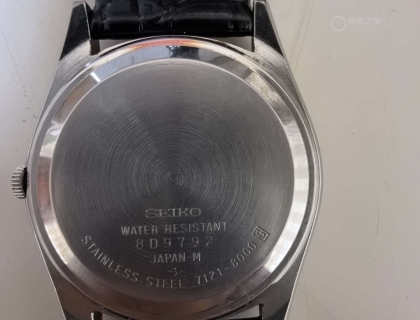 SEIKO
WATER RESISTANT
8D9792
JAPAN-M
STAINLESS STEEL 7121-8000 G